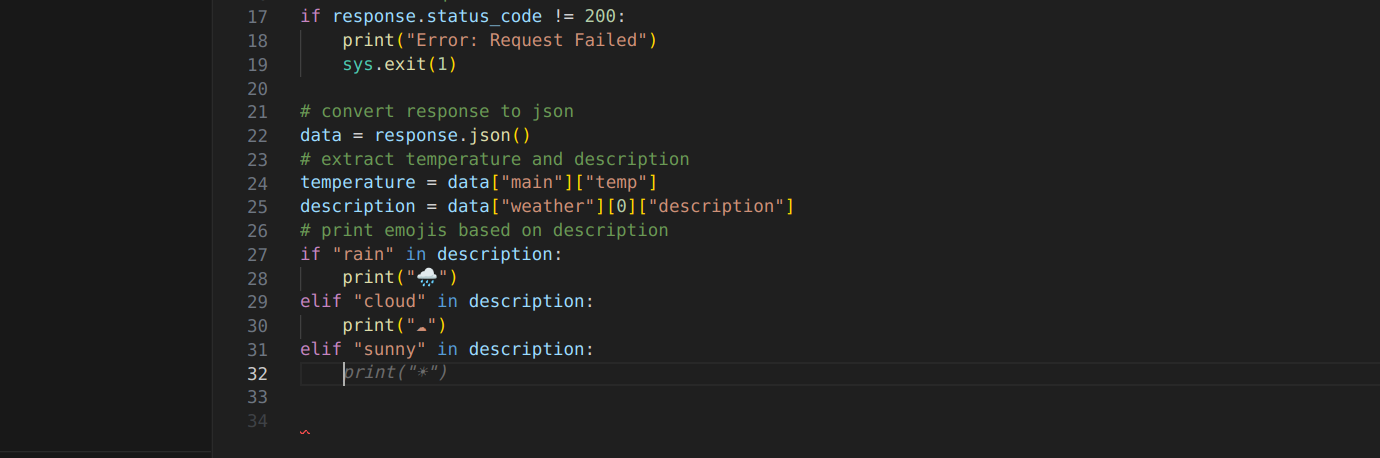 17 if response.status_code != 200:
18 print("Error: Request Failed")
19 sys.exit(1)
20
21 # convert response to json
22 data = response.json()
23 # extract temperature and description
24 temperature = data["main"]["temp"]
25 description = data["weather"][0]["description"]
26 # print emojis based on description
27 if "rain" in description:
28 print("🌧️")
29 elif "cloud" in description:
30 print("☁")
31 elif "sunny" in description:
32 print("☀")
33
34